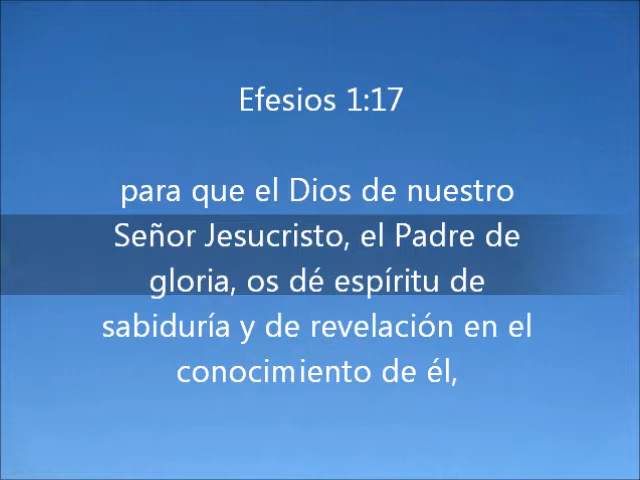 Efesios 1:17
para que el Dios de nuestro
Señor Jesucristo, el Padre de
gloria, os dé espíritu de
sabiduría y de revelación en el
conocimiento de él,